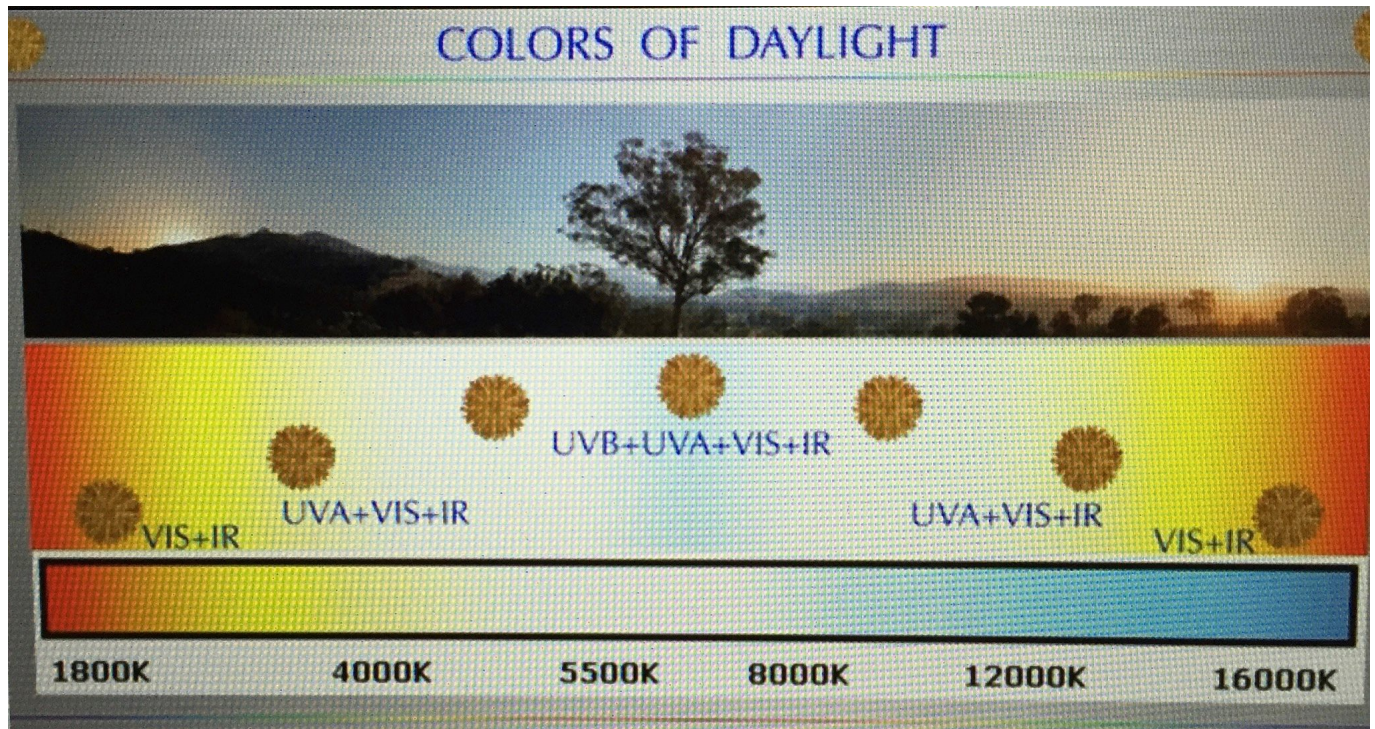 COLORS OF DAYLIGHT
UVB+UVA+VIS+IR
UVA+VIS+IR
UVA+VIS+IR
VIS+IR
VIS+IR
1800K 4000K 5500K 8000K 12000K 16000K